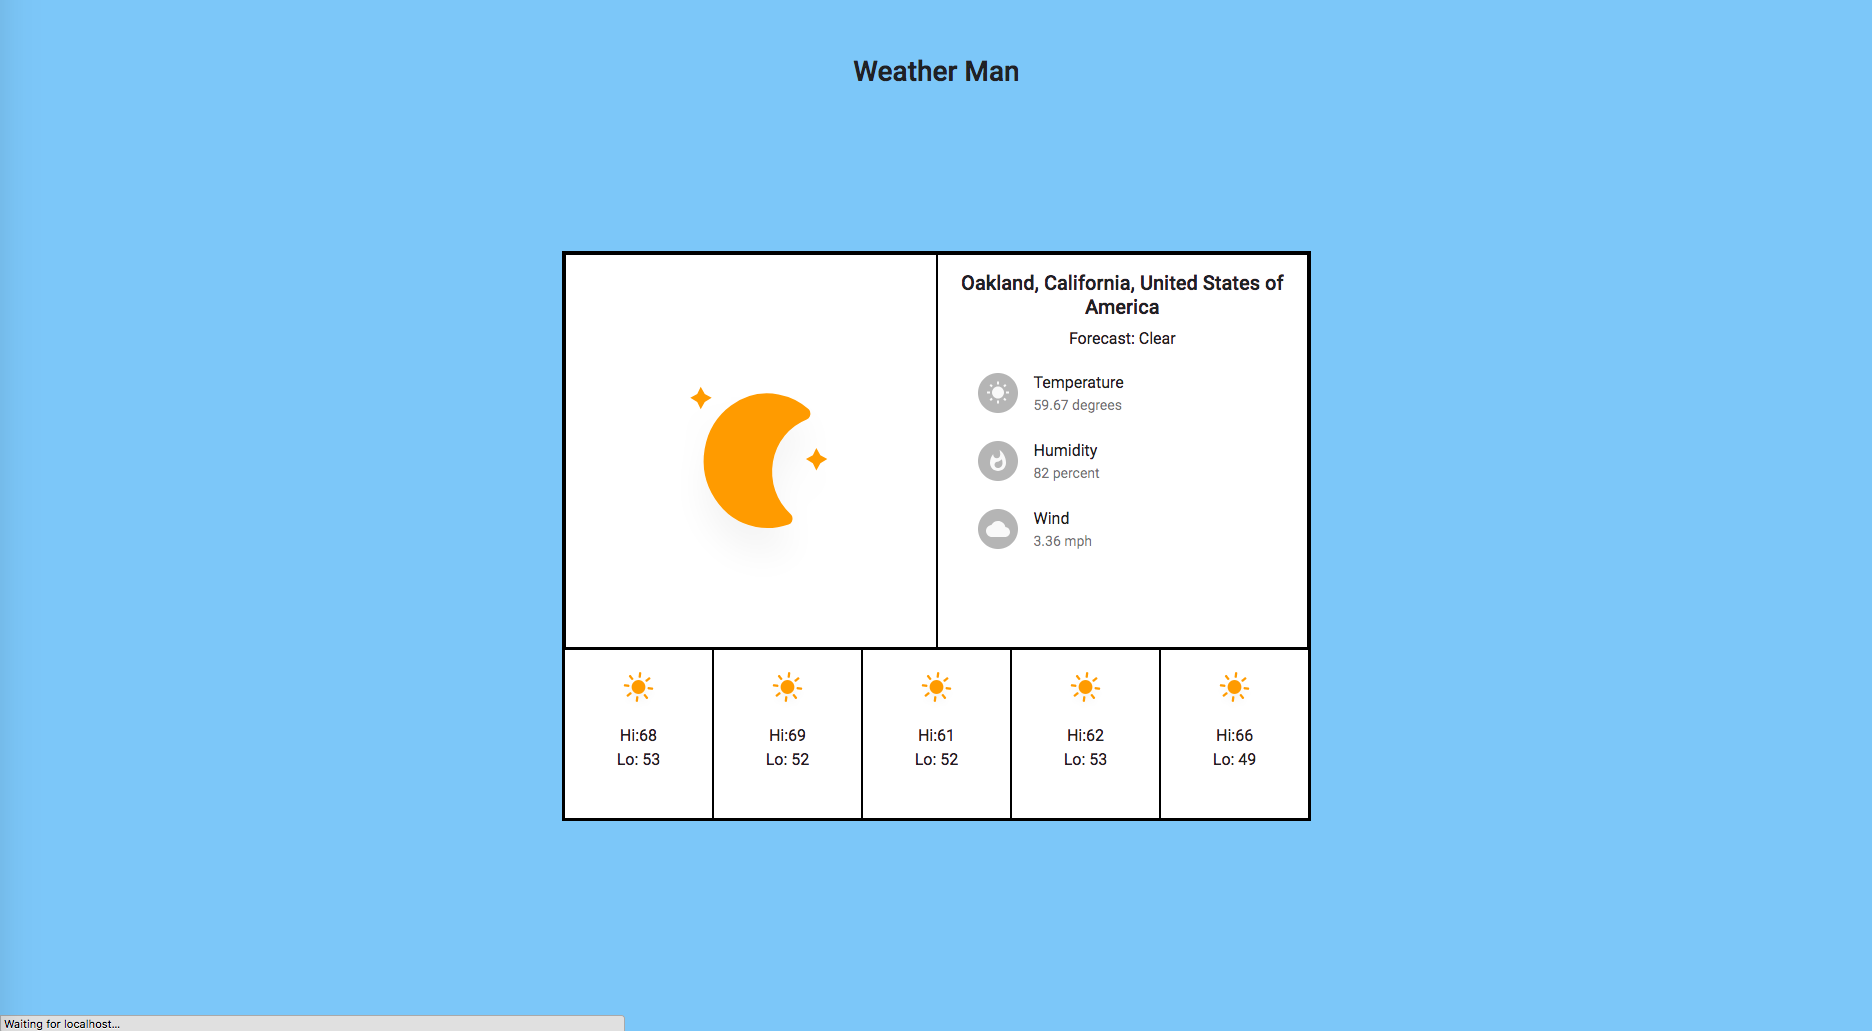 Weather Man
Oakland, California, United States of
America
Forecast: Clear
Temperature
59.67 degrees
Humidity
82 percent
Wind
3.36 mph
Hi:68
Lo: 53
Hi:69
Lo: 52
Hi:61
Lo: 52
Hi:62
Lo: 53
Hi:66
Lo: 49
Waiting for localhost...